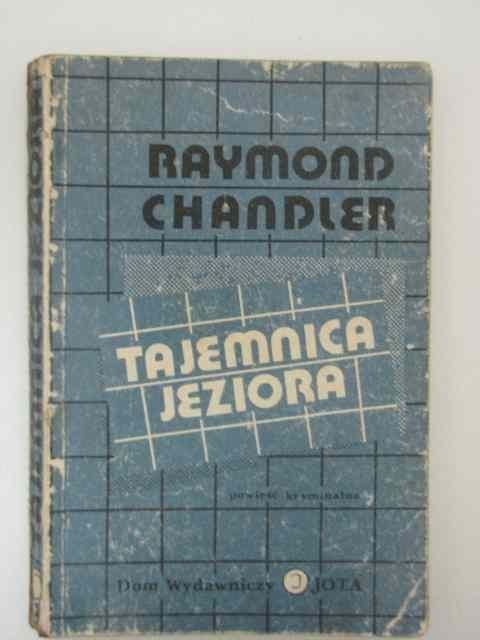 RAYMOND
CHANDLER
TAJEMNICA
JEZIORA
powieść kryminalna
Dom Wydawniczy J JOTA